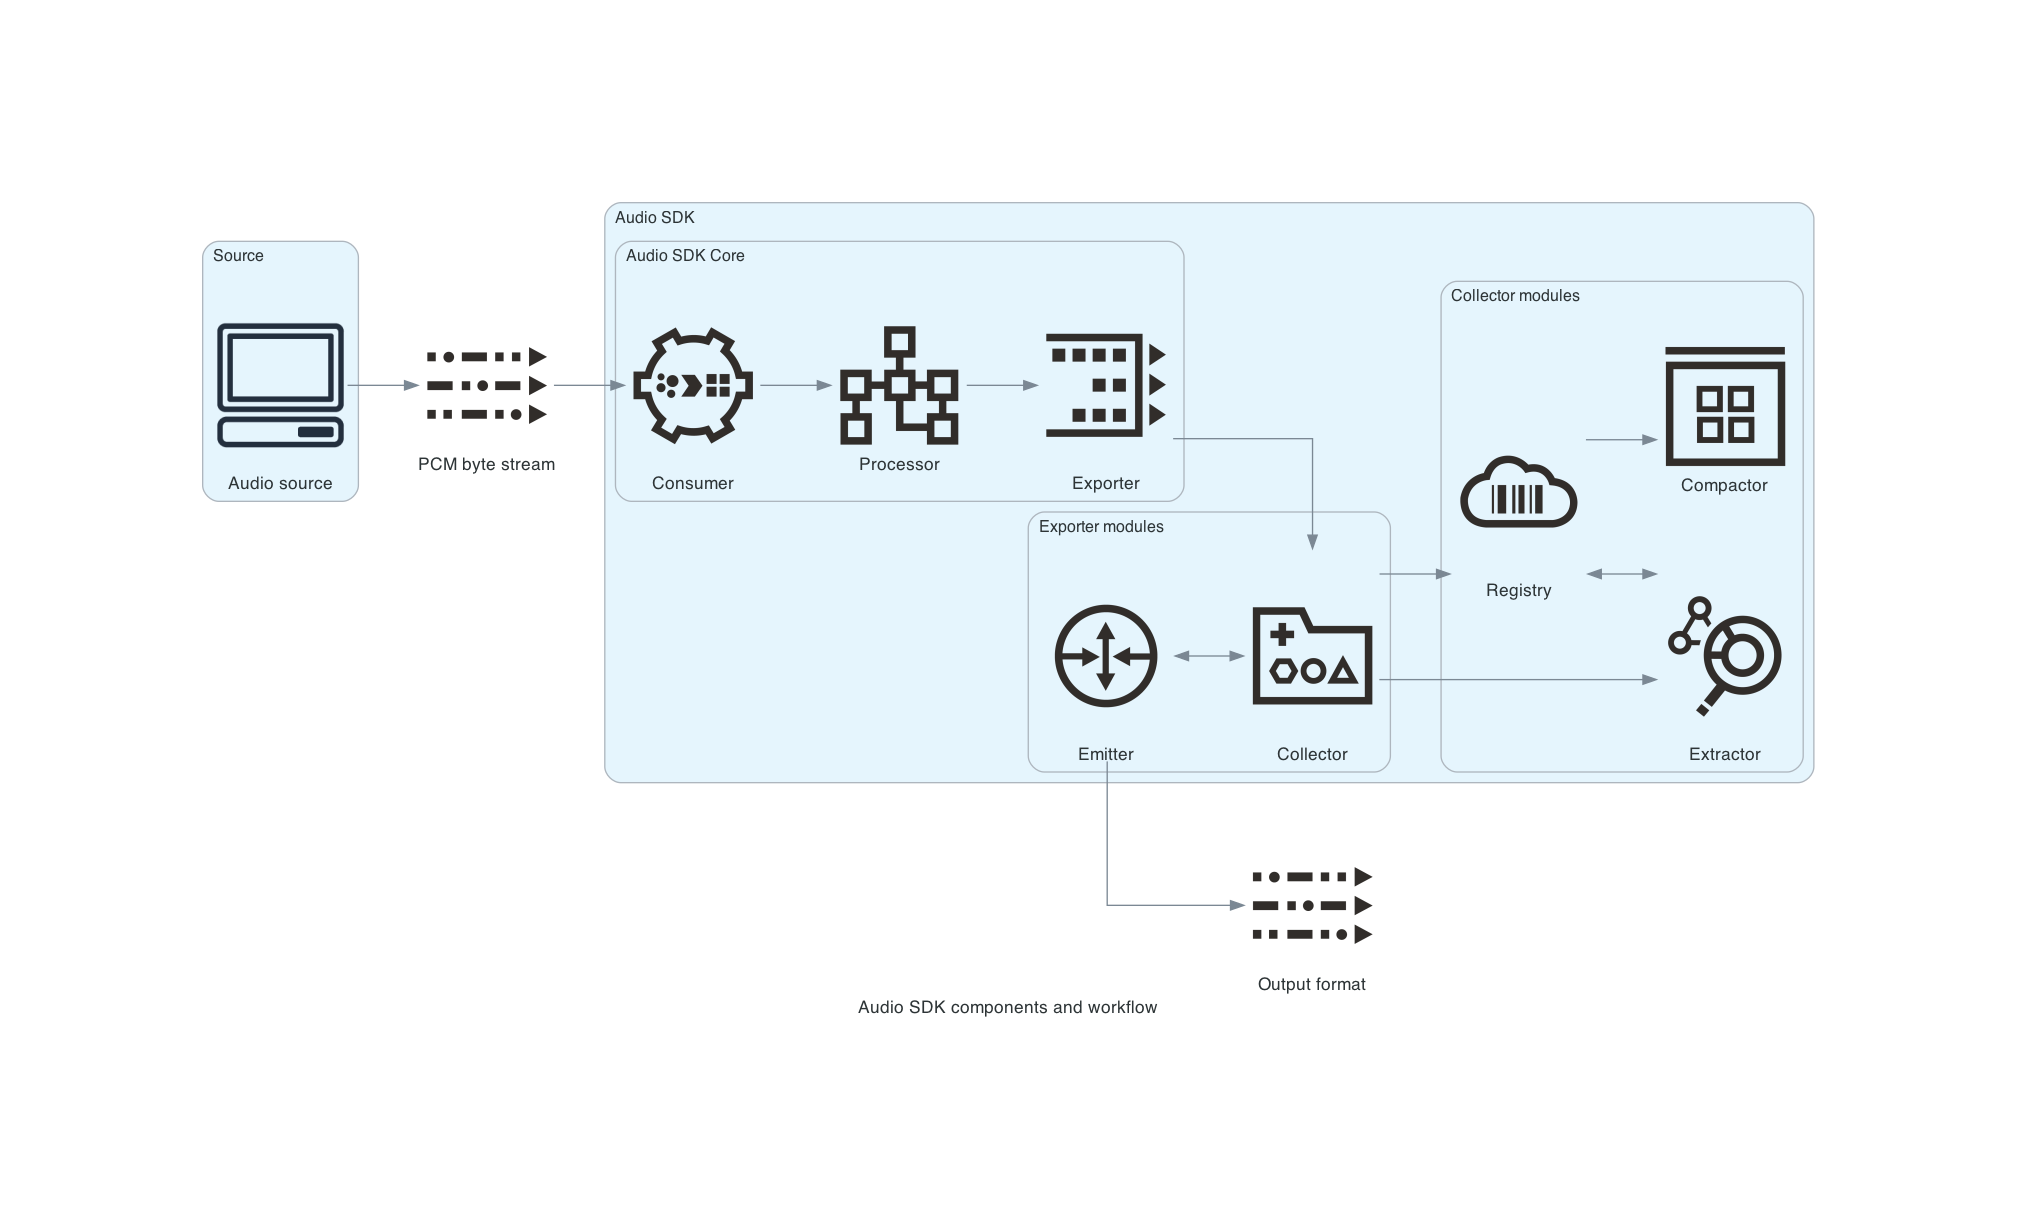 Audio SDK
Source
Audio SDK Core
Collector modules
PCM byte stream
Processor
Audio source
Consumer
Exporter
Compactor
Exporter modules
Registry
Emitter
Collector
Extractor
Output format
Audio SDK components and workflow